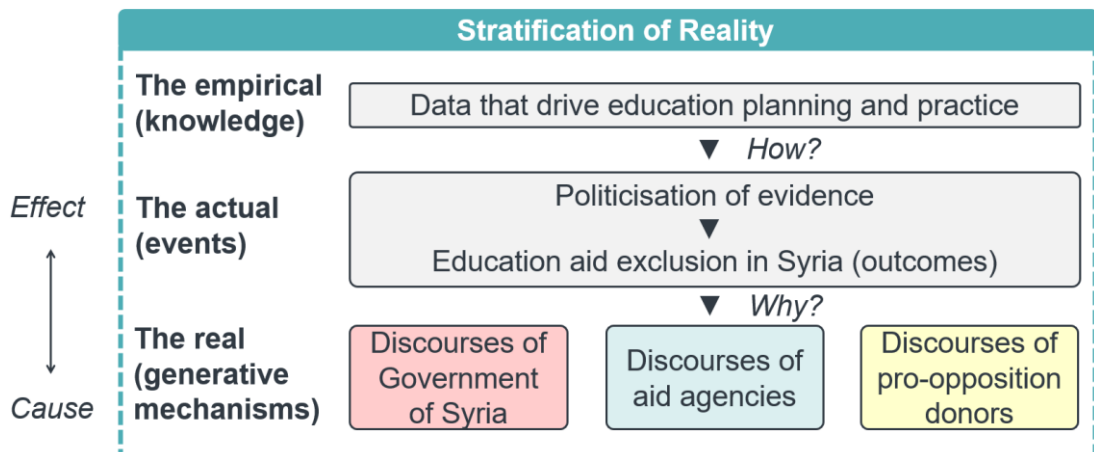 Stratification of Reality
The empirical
(knowledge)
Data that drive education planning and practice
▼ How?
Effect
The actual
(events)
Politicisation of evidence
▼
Education aid exclusion in Syria (outcomes)
▼ Why?
The real
(generative
mechanisms)
Cause
Discourses of
Government
of Syria
Discourses of
aid agencies
Discourses of
pro-opposition
donors